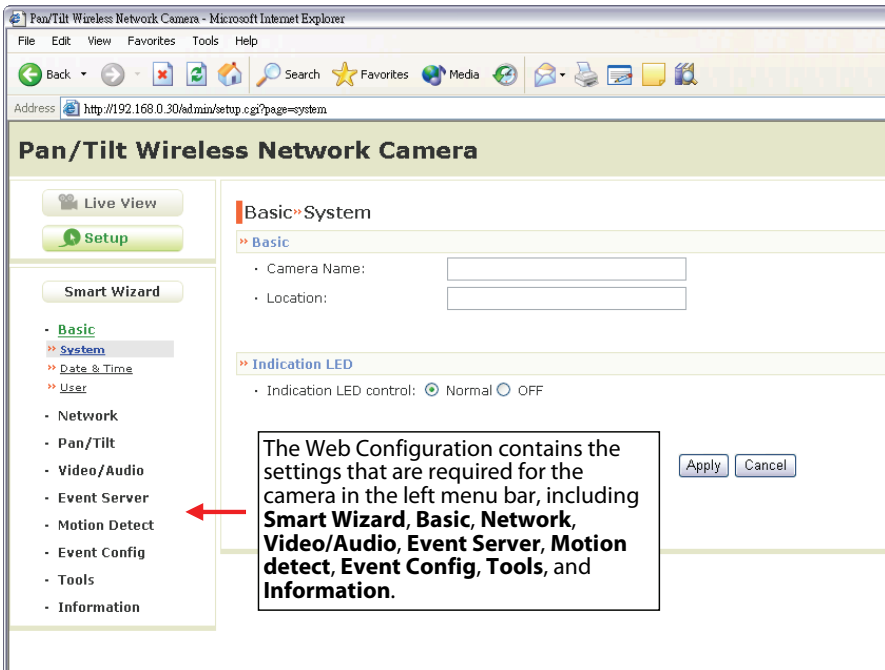 Pan/Tilt Wireless Network Camera - Microsoft Internet Explorer
File Edit View Favorites Tools Help
Back Search Favorites Media
Address http://192.168.0.30/admin/setup.cgi?page=system
Pan/Tilt Wireless Network Camera
Live View
Setup
Smart Wizard
· Basic
» System
» Date & Time
» User
· Network
· Pan/Tilt
· Video/Audio
· Event Server
· Motion Detect
· Event Config
· Tools
· Information
Basic»System
» Basic
· Camera Name:
· Location:
» Indication LED
· Indication LED control: Normal OFF
The Web Configuration contains the
settings that are required for the
camera in the left menu bar, including
Smart Wizard, Basic, Network,
Video/Audio, Event Server, Motion
detect, Event Config, Tools, and
Information.
Apply Cancel